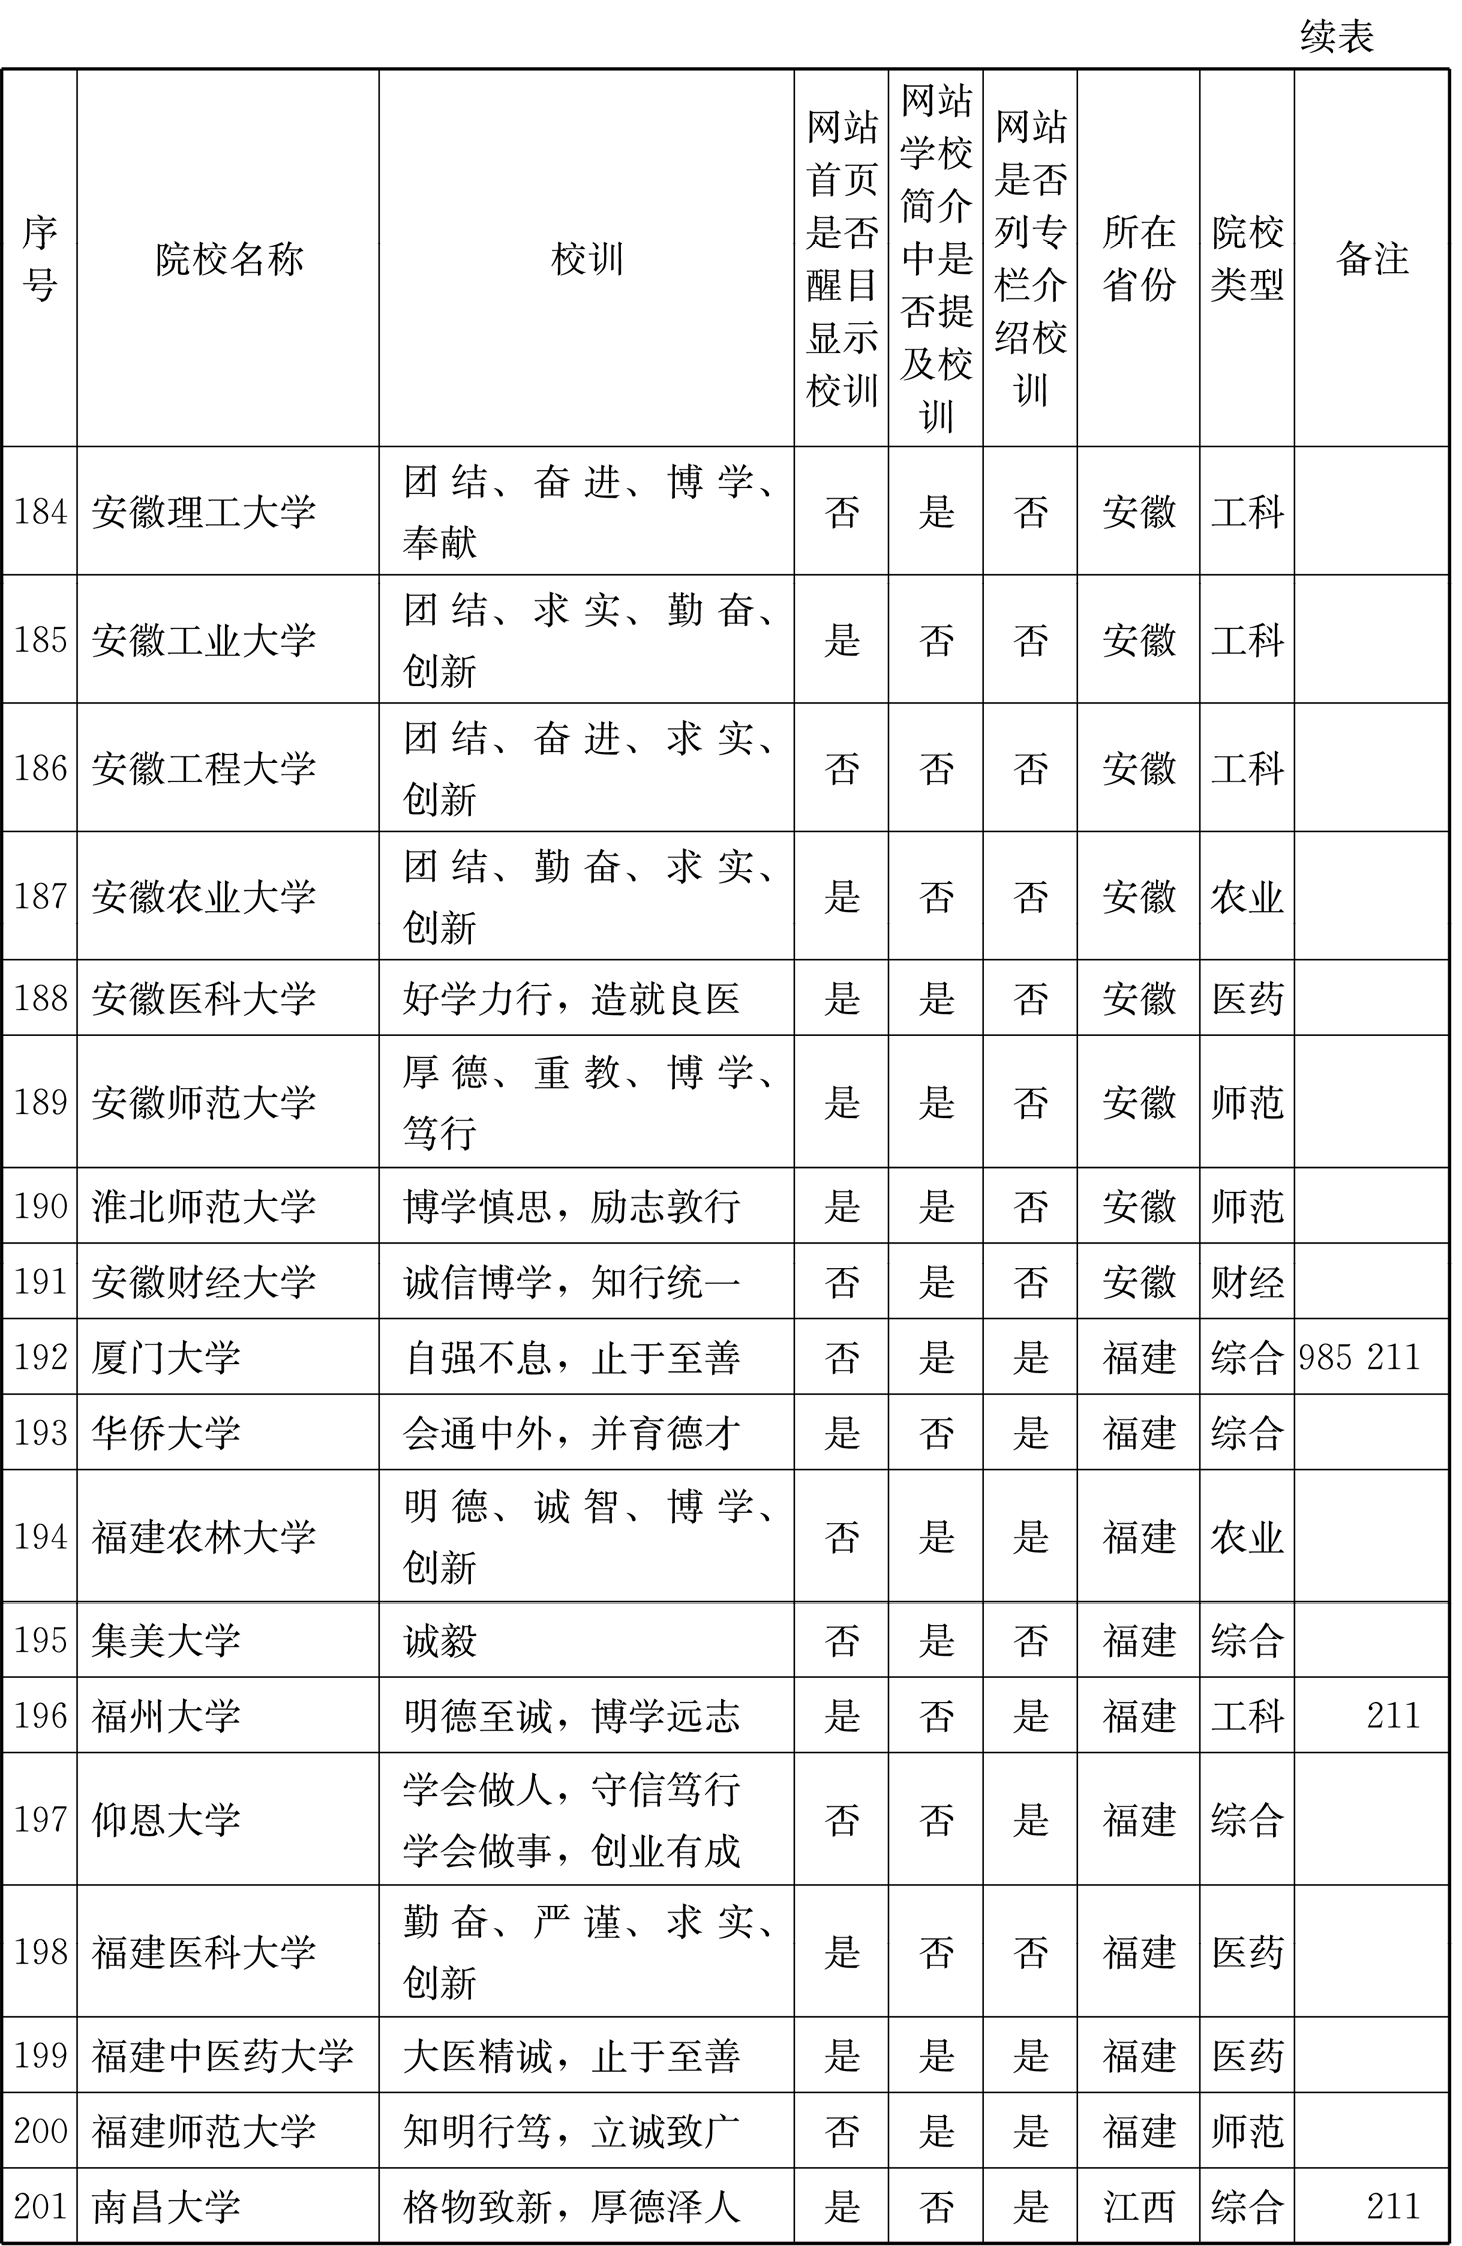 续表
序号 院校名称 校训 网站首页是否醒目显示校训 网站学校简介中是否提及校训 网站是否列专栏介绍校训 所在省份 院校类型 备注
184 安徽理工大学 团结、奋进、博学、奉献 否 是 否 安徽 工科
185 安徽工业大学 团结、求实、勤奋、创新 是 否 否 安徽 工科
186 安徽工程大学 团结、奋进、求实、创新 否 否 否 安徽 工科
187 安徽农业大学 团结、勤奋、求实、创新 是 否 否 安徽 农业
188 安徽医科大学 好学力行，造就良医 是 是 否 安徽 医药
189 安徽师范大学 厚德、重教、博学、笃行 是 是 否 安徽 师范
190 淮北师范大学 博学慎思，励志敦行 是 是 否 安徽 师范
191 安徽财经大学 诚信博学，知行统一 否 是 否 安徽 财经
192 厦门大学 自强不息，止于至善 否 是 是 福建 综合 985 211
193 华侨大学 会通中外，并育德才 是 否 是 福建 综合
194 福建农林大学 明德、诚智、博学、创新 否 是 是 福建 农业
195 集美大学 诚毅 否 是 否 福建 综合
196 福州大学 明德至诚，博学远志 是 否 是 福建 工科 211
197 仰恩大学 学会做人，守信笃行 学会做事，创业有成 否 否 是 福建 综合
198 福建医科大学 勤奋、严谨、求实、创新 是 否 否 福建 医药
199 福建中医药大学 大医精诚，止于至善 是 是 是 福建 医药
200 福建师范大学 知明行笃，立诚致广 否 是 是 福建 师范
201 南昌大学 格物致新，厚德泽人 是 否 是 江西 综合 211